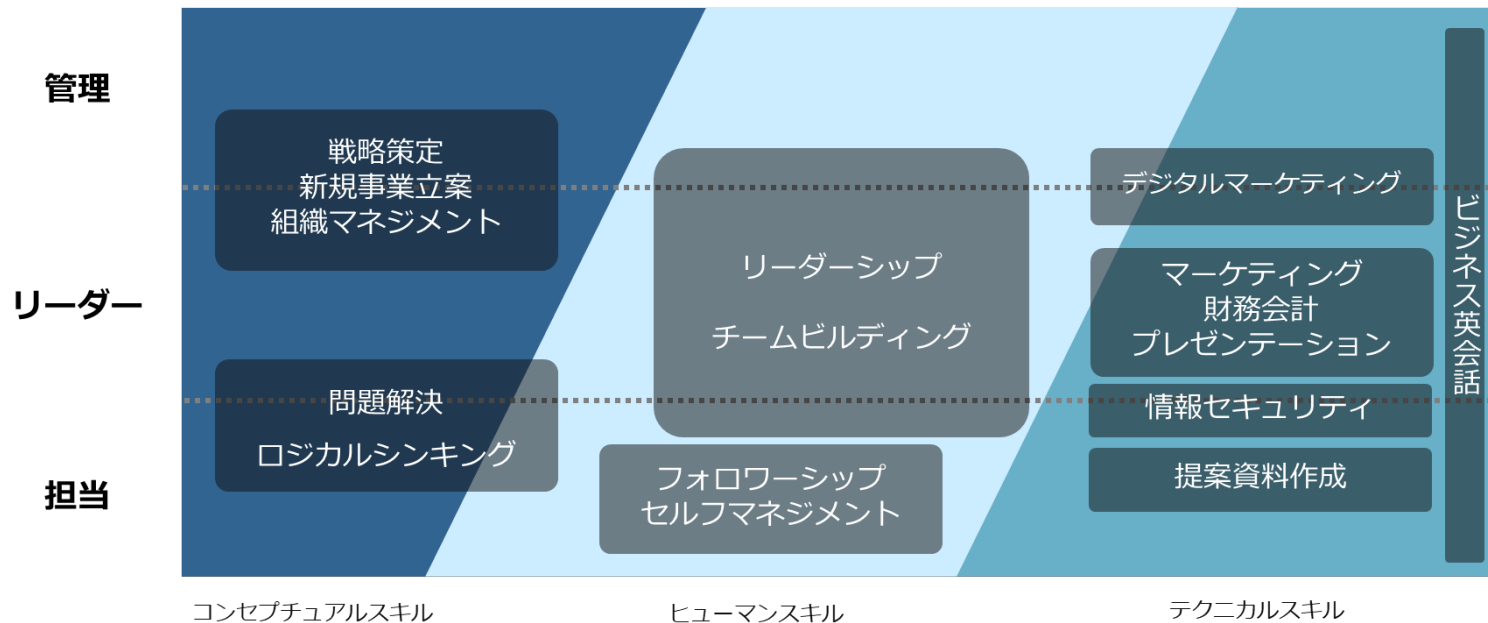 管理
戦略策定
新規事業立案
組織マネジメント
デジタルマーケティング
リーダー
リーダーシップ
チームビルディング
マーケティング
財務会計
プレゼンテーション
ビジネス英会話
問題解決
ロジカルシンキング
情報セキュリティ
担当
フォロワーシップ
セルフマネジメント
提案資料作成
コンセプチュアルスキル
ヒューマンスキル
テクニカルスキル